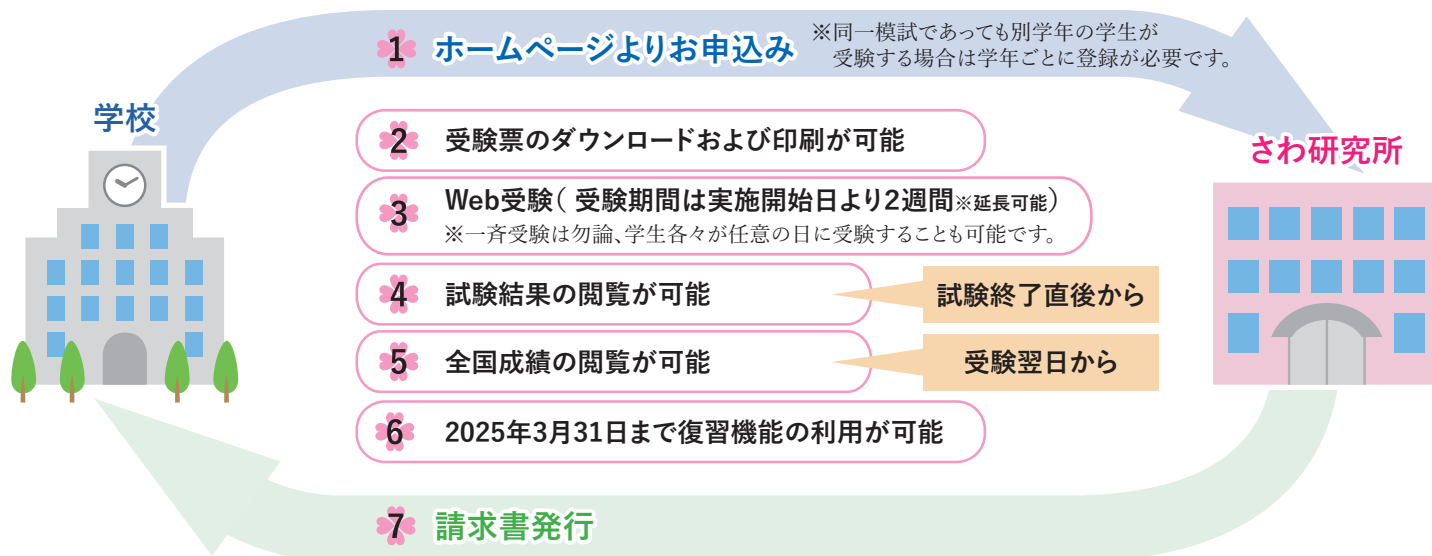 1 ホームページよりお申込み
※同一模試であっても別学年の学生が
受験する場合は学年ごとに登録が必要です。
学校
さわ研究所
2 受験票のダウンロードおよび印刷が可能
3 Web受験（ 受験期間は実施開始日より2週間※延長可能）
※一斉受験は勿論、学生各々が任意の日に受験することも可能です。
4 試験結果の閲覧が可能
試験終了直後から
5 全国成績の閲覧が可能
受験翌日から
6 2025年3月31日まで復習機能の利用が可能
7 請求書発行